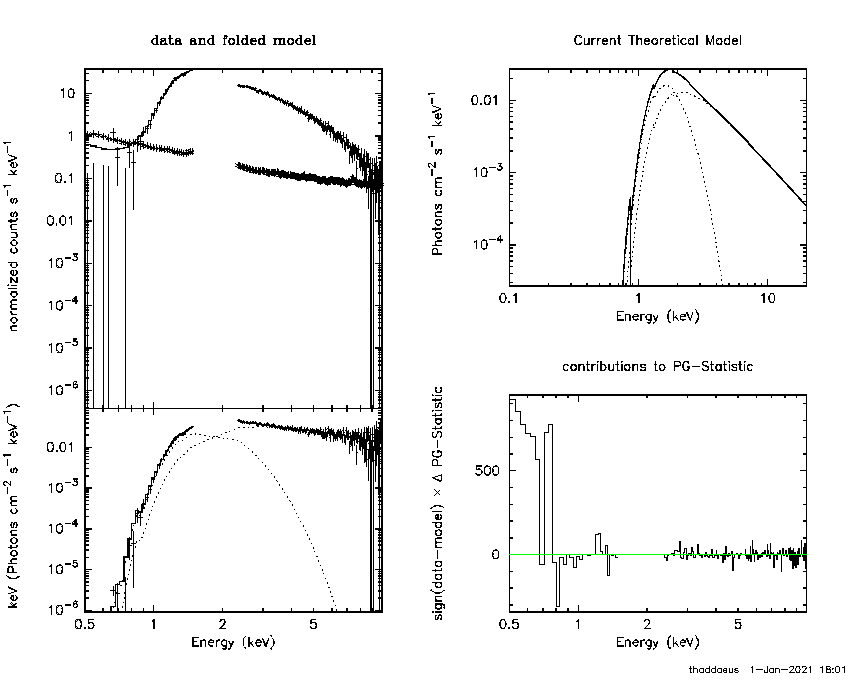 data and folded model
normalized counts s−1 keV−1
10
1
0.1
0.01
10−3
10−4
10−5
10−6
keV (Photons cm−2 s−1 keV−1)
0.01
10−3
10−4
10−5
10−6
0.5 1 2 5
Energy (keV)
Current Theoretical Model
Photons cm−2 s−1 keV−1
0.01
10−3
10−4
0.1 1 10
Energy (keV)
contributions to PG−Statistic
sign(data−model) × Δ PG−Statistic
500
0
0.5 1 2 5
Energy (keV)
thaddaeus 1−Jan−2021 18:01